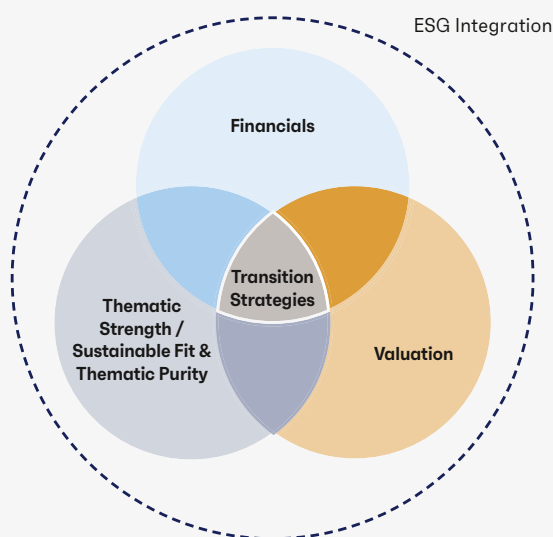 ESG Integration
Financials
Transition
Strategies
Thematic
Strength /
Sustainable Fit &
Thematic Purity
Valuation